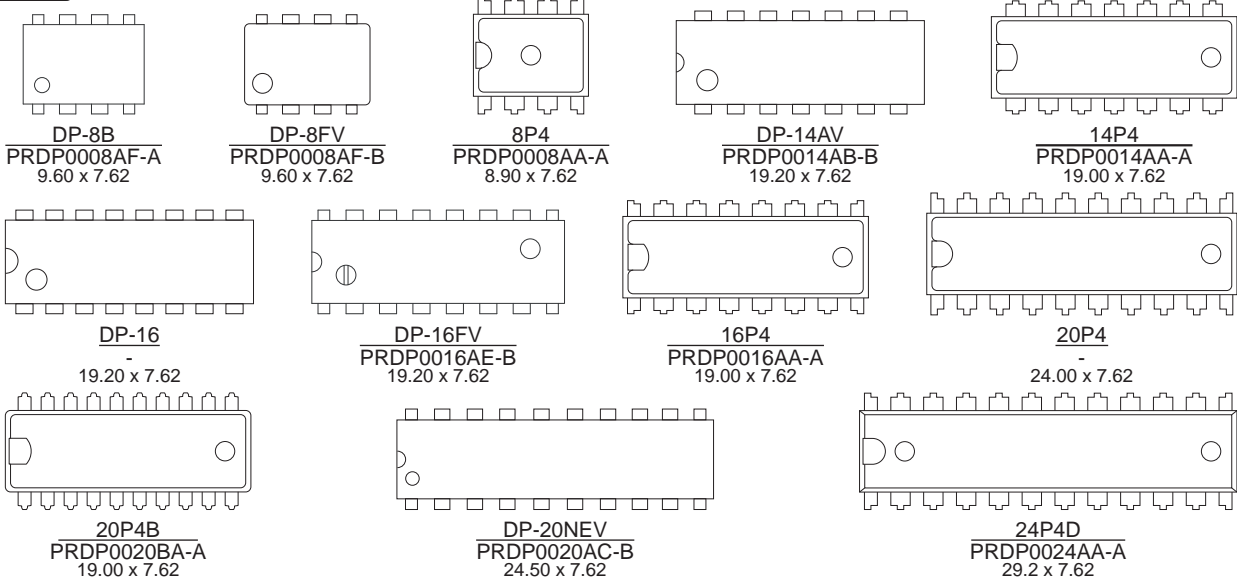 DP-8B
PRDP0008AF-A
9.60 x 7.62
DP-8FV
PRDP0008AF-B
9.60 x 7.62
8P4
PRDP0008AA-A
8.90 x 7.62
DP-14AV
PRDP0014AB-B
19.20 x 7.62
14P4
PRDP0014AA-A
19.00 x 7.62
DP-16
-
19.20 x 7.62
DP-16FV
PRDP0016AE-B
19.20 x 7.62
16P4
PRDP0016AA-A
19.00 x 7.62
20P4
-
24.00 x 7.62
20P4B
PRDP0020BA-A
19.00 x 7.62
DP-20NEV
PRDP0020AC-B
24.50 x 7.62
24P4D
PRDP0024AA-A
29.2 x 7.62